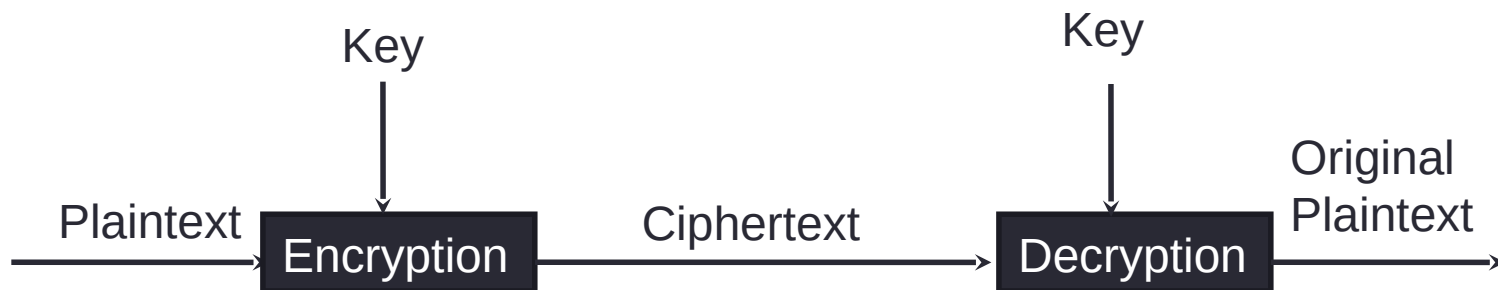 Key
Key
Original
Plaintext
Plaintext
Ciphertext
Encryption
Decryption